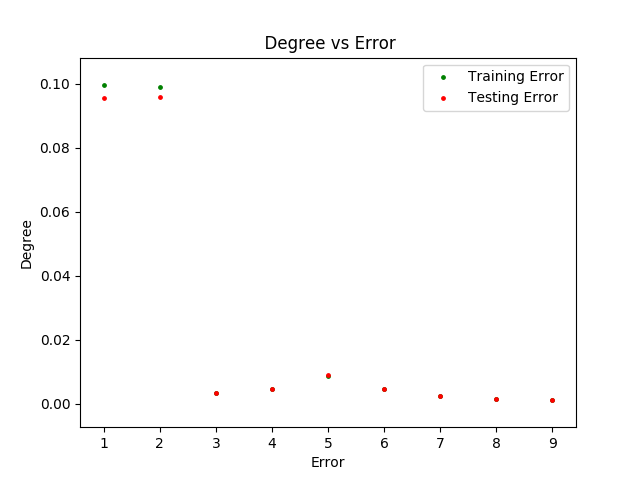 Degree vs Error
Training Error
Testing Error
0.10
0.08
0.06
0.04
0.02
0.00
Degree
1 2 3 4 5 6 7 8 9
Error